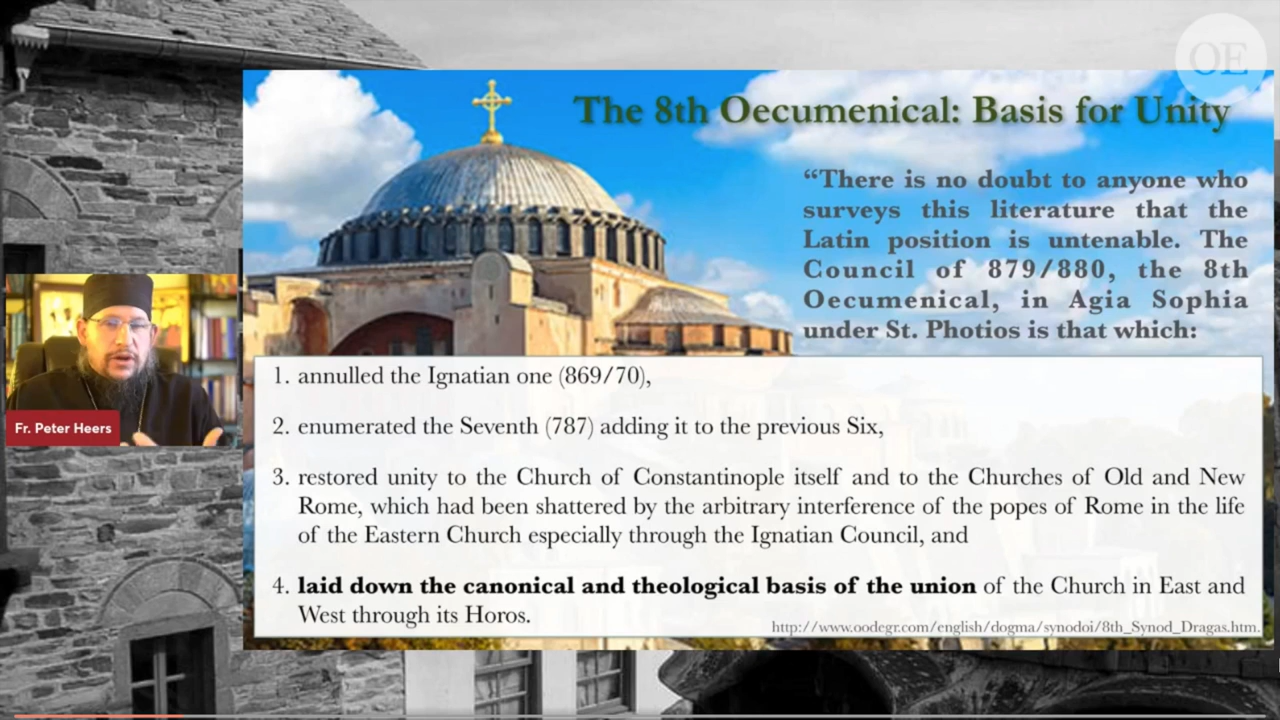 OE
The 8th Oecumenical: Basis for Unity
“There is no doubt to anyone who
surveys this literature that the
Latin position is untenable. The
Council of 879/880, the 8th
Oecumenical, in Agia Sophia
under St. Photios is that which:
1. annulled the Ignatian one (869/70),
2. enumerated the Seventh (787) adding it to the previous Six,
3. restored unity to the Church of Constantinople itself and to the Churches of Old and New
Rome, which had been shattered by the arbitrary interference of the popes of Rome in the life
of the Eastern Church especially through the Ignatian Council, and
4. laid down the canonical and theological basis of the union of the Church in East and
West through its Horos.
http://www.oodegr.com/english/dogma/synodoi/8th_Synod_Dragas.htm.
Fr. Peter Heers